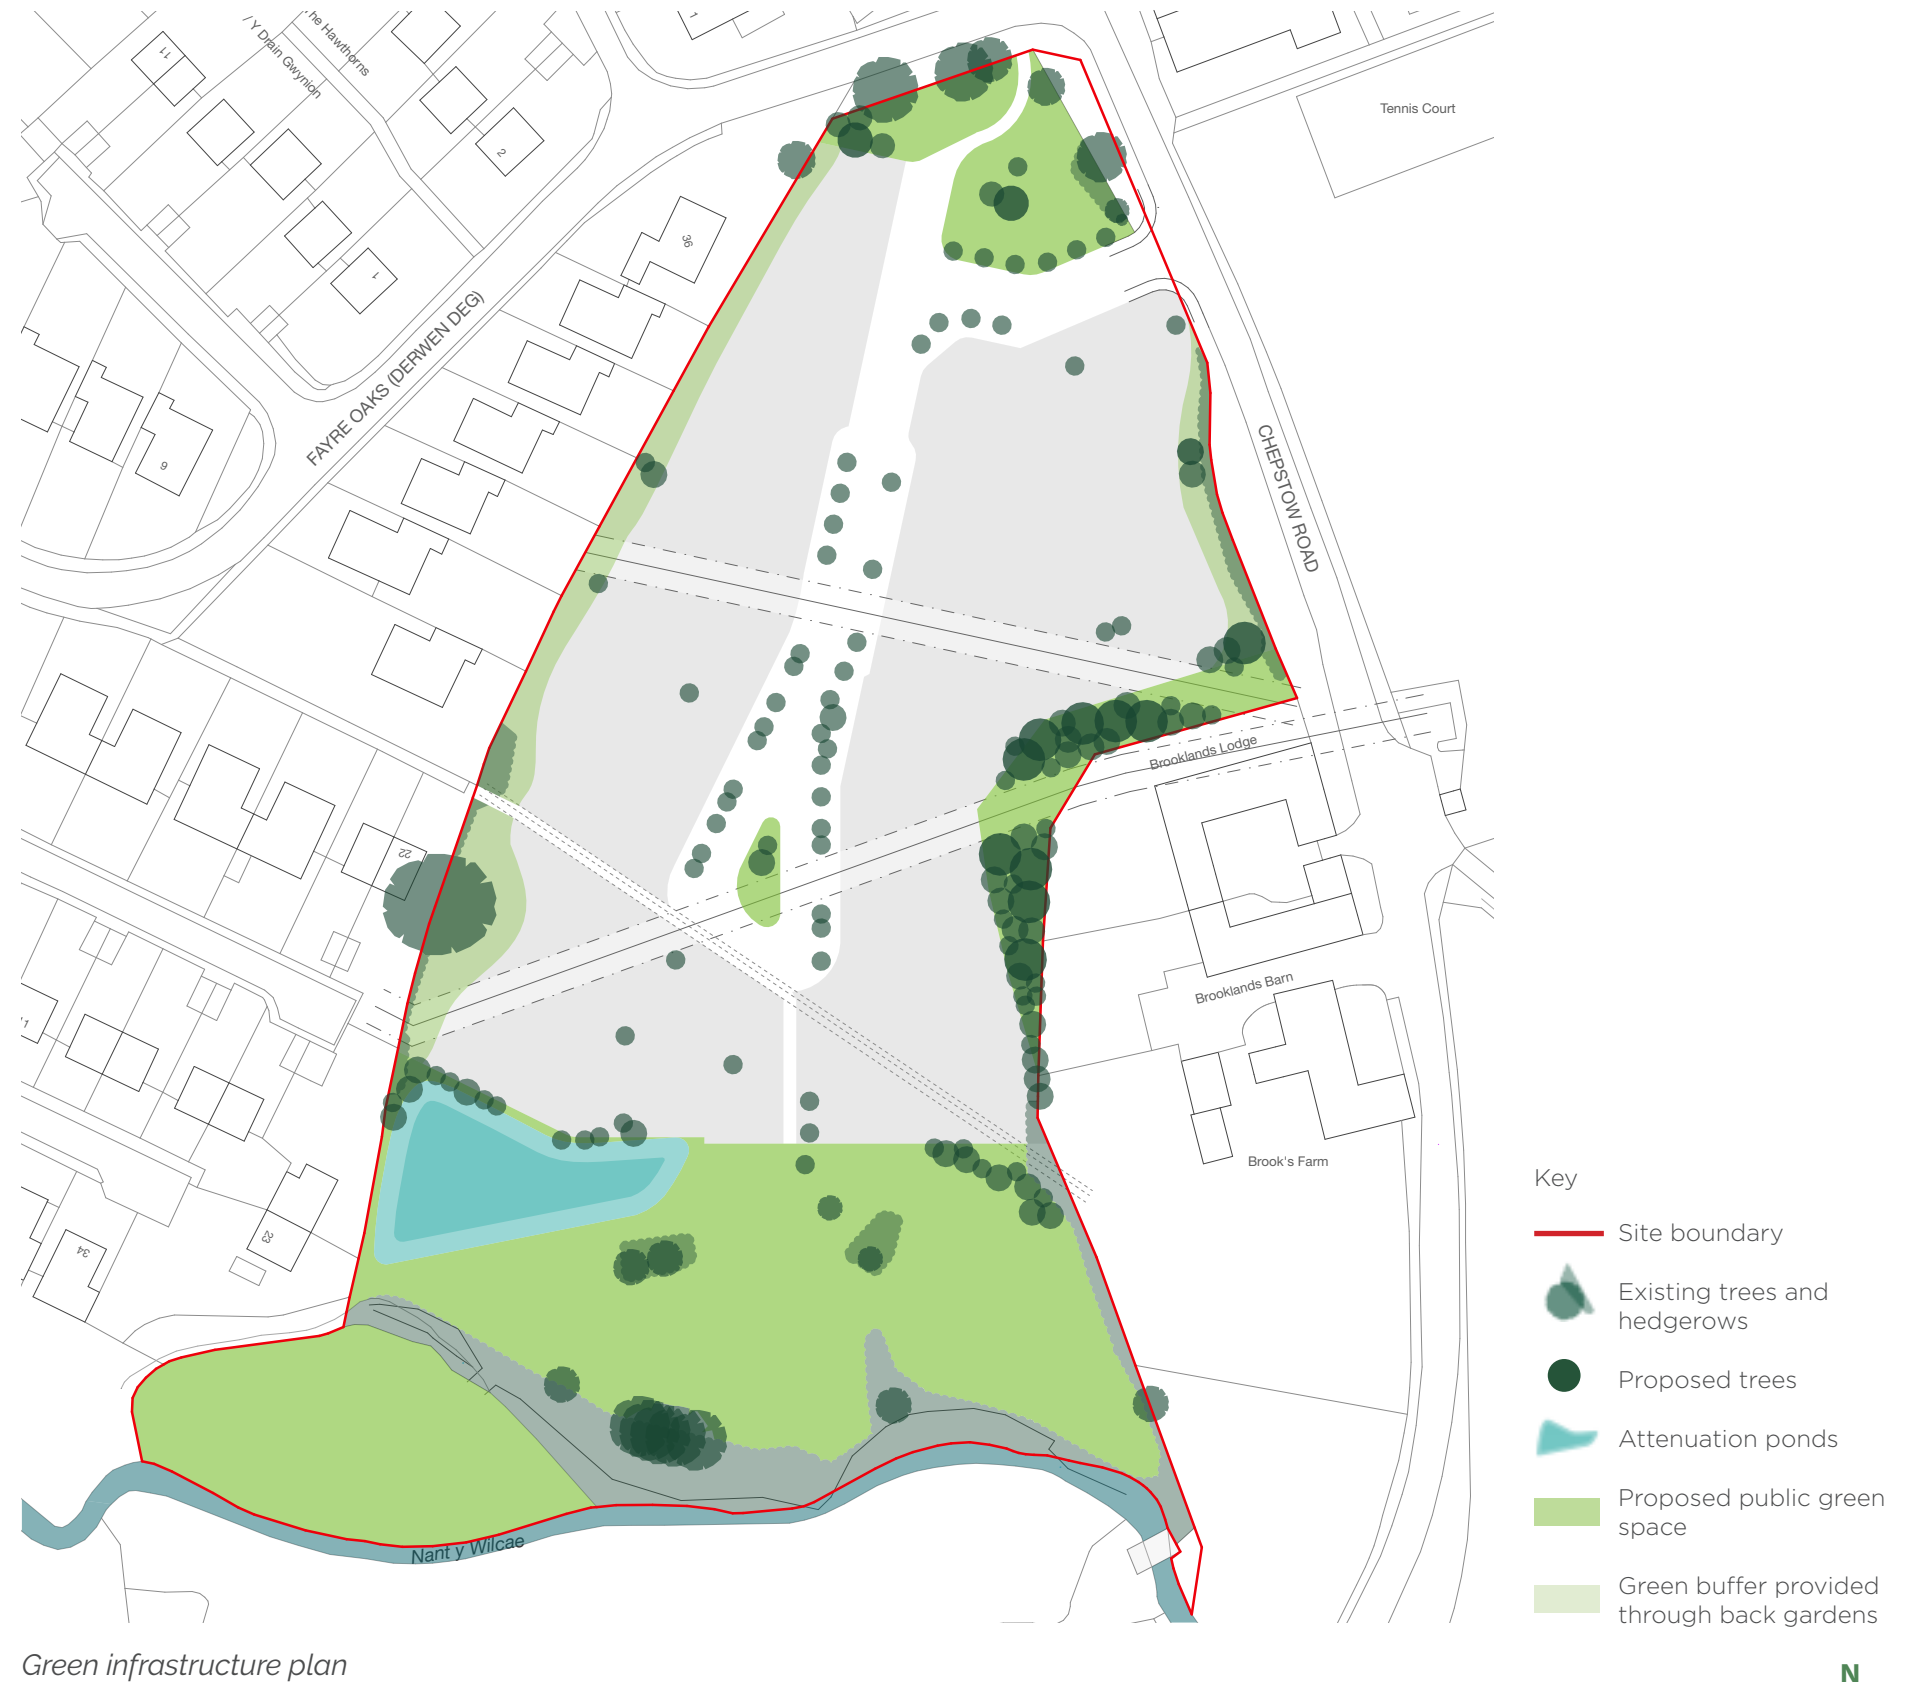 The Hawthorns
/ Y Drain Gwynion
11
2
1
1
36
Tennis Court
FAYRE OAKS (DERWEN DEG)
9
CHEPSTOW ROAD
Brooklands Lodge
22
Brooklands Barn
Brook's Farm
23
34
Nant y Wilcae
Key
Site boundary
Existing trees and
hedgerows
Proposed trees
Attenuation ponds
Proposed public green
space
Green buffer provided
through back gardens
Green infrastructure plan
N